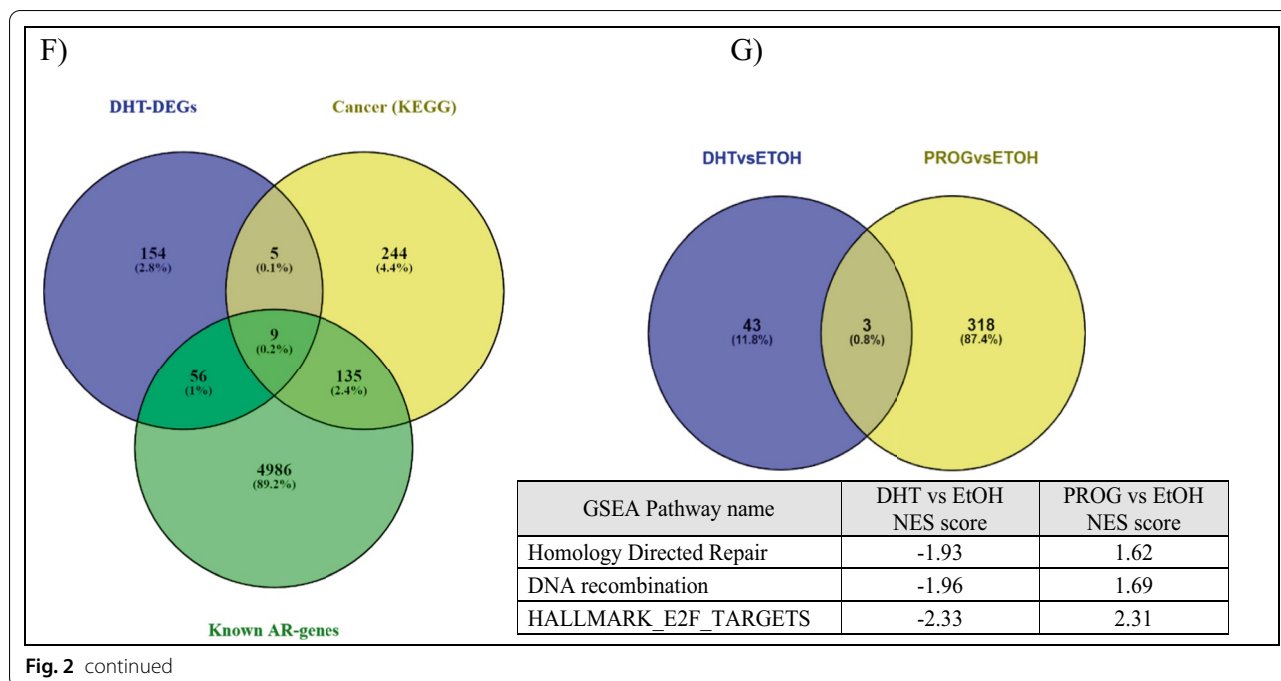 F)
G)
DHT-DEGs
Cancer (KEGG)
154
(2.8%)
5
(0.1%)
244
(4.4%)
9
(0.2%)
56
(1%)
135
(2.4%)
4986
(89.2%)
Known AR-genes
DHTvsETOH
PROGvsETOH
43
(11.8%)
3
(0.8%)
318
(87.4%)
GSEA Pathway name
DHT vs EtOH
NES score
PROG vs EtOH
NES score
Homology Directed Repair
-1.93
1.62
DNA recombination
-1.96
1.69
HALLMARK_E2F_TARGETS
-2.33
2.31
Fig. 2 continued